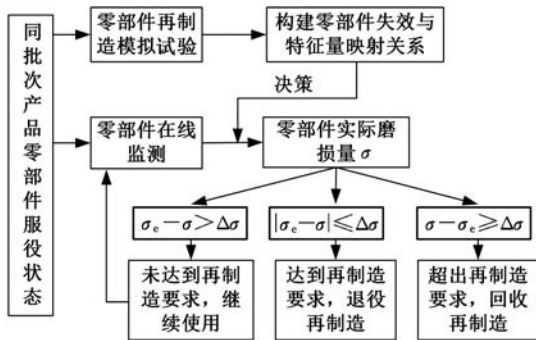 同批次产品零部件服役状态
零部件再制
造模拟试验
构建零部件失效与
特征量映射关系
决策
零部件在线
监测
零部件实际磨
损量 σ
σe－σ＞Δσ
|σe－σ|≤Δσ
σ－σe≥Δσ
未达到再制
造要求，继
续使用
达到再制造
要求，退役
再制造
超出再制造
要求，回收
再制造